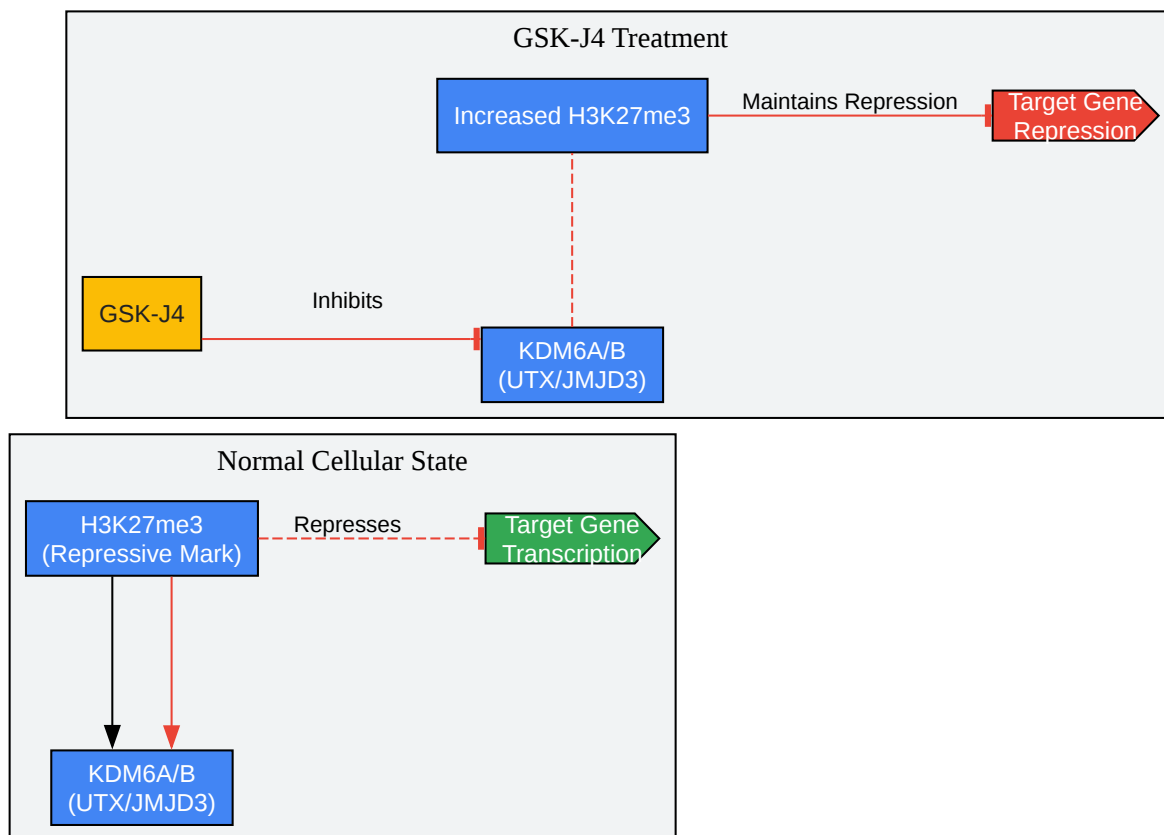 GSK-J4 Treatment
Increased H3K27me3
Maintains Repression
Target Gene
Repression
GSK-J4
Inhibits
KDM6A/B
(UTX/JMJD3)
Normal Cellular State
H3K27me3
(Repressive Mark)
Represses
Target Gene
Transcription
KDM6A/B
(UTX/JMJD3)